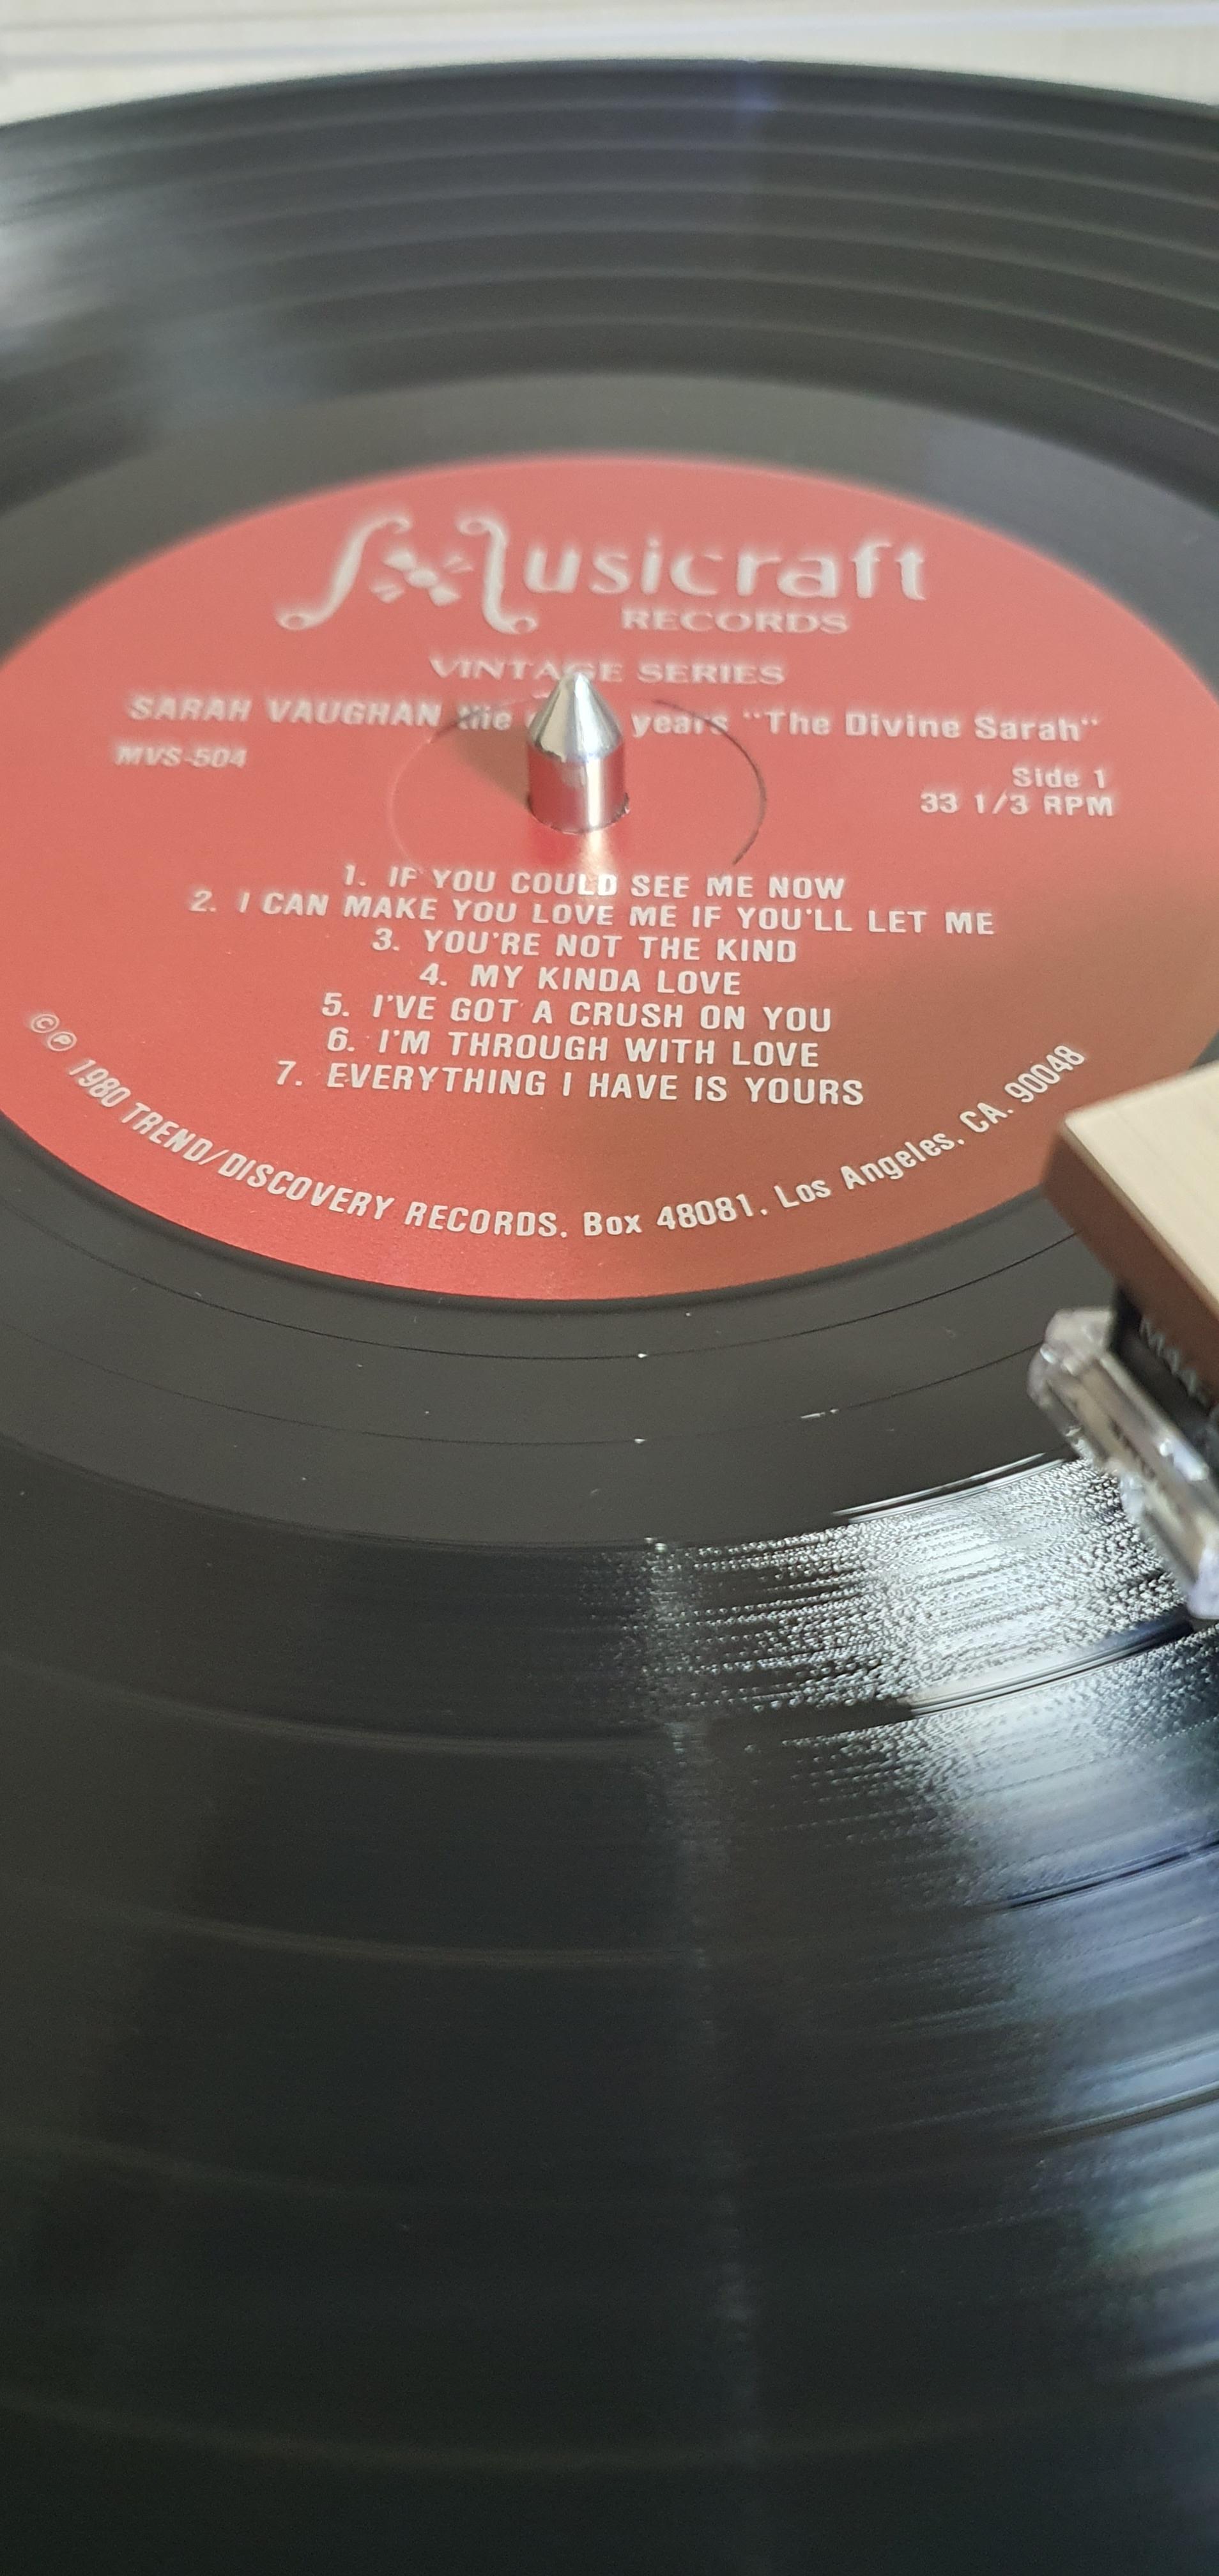 Musicraft
RECORDS
VINTAGE SERIES
SARAH VAUGHAN the years "The Divine Sarah"
MVS-504
Side 1
33 1/3 RPM
1. IF YOU COULD SEE ME NOW
2. I CAN MAKE YOU LOVE ME IF YOU'LL LET ME
3. YOU'RE NOT THE KIND
4. MY KINDA LOVE
5. I'VE GOT A CRUSH ON YOU
6. I'M THROUGH WITH LOVE
7. EVERYTHING I HAVE IS YOURS
©℗ 1980 TREND/DISCOVERY RECORDS. Box 48081. Los Angeles. CA. 90048